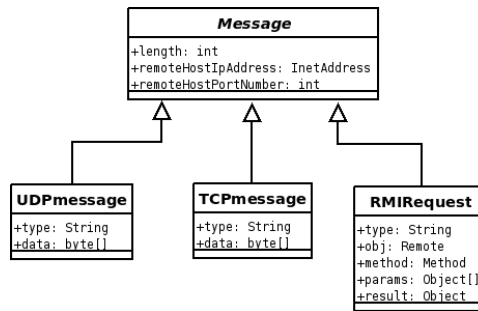 Message
+length: int
+remoteHostIpAddress: InetAddress
+remoteHostPortNumber: int
UDPmessage
+type: String
+data: byte[]
TCPmessage
+type: String
+data: byte[]
RMIRequest
+type: String
+obj: Remote
+method: Method
+params: Object[]
+result: Object